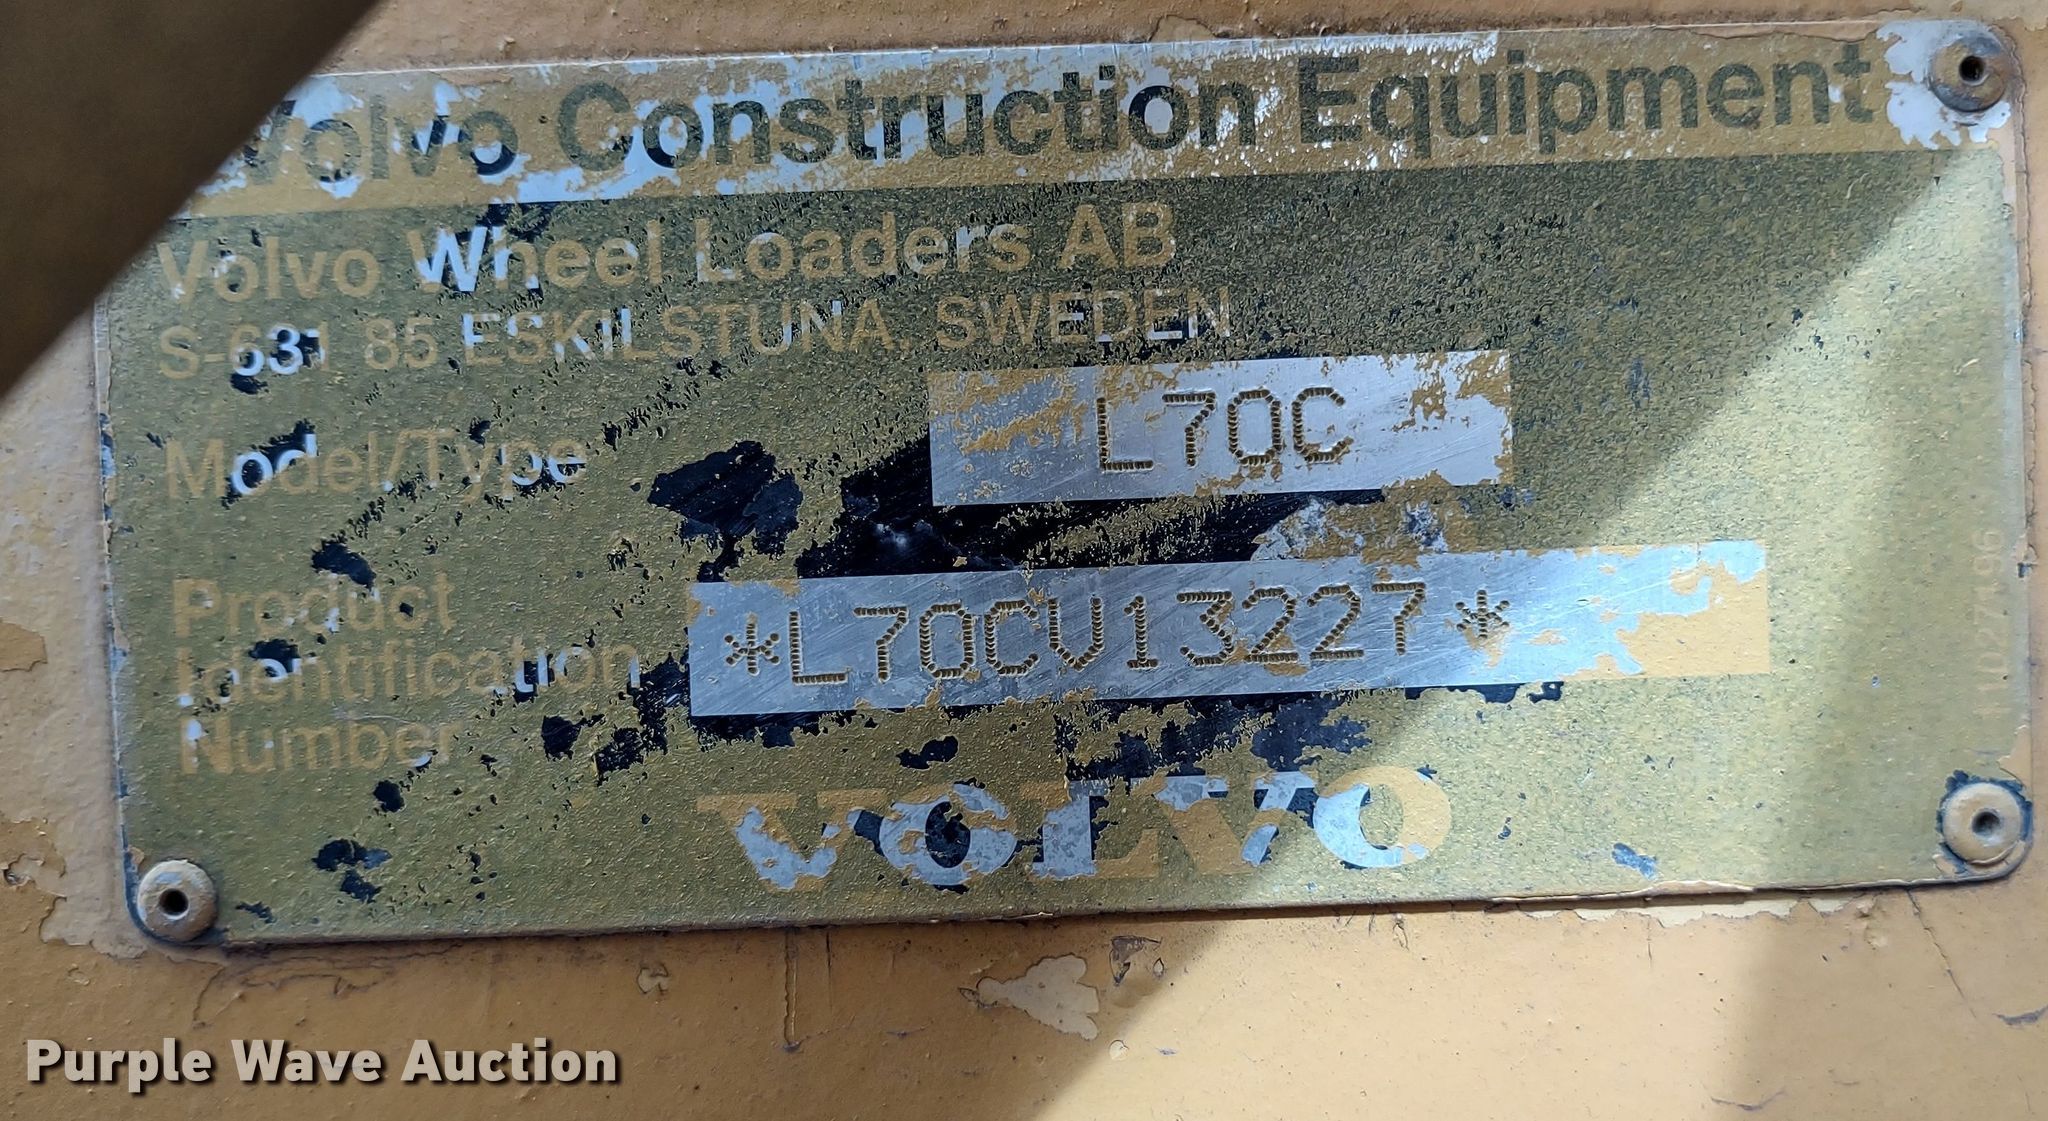 Volvo Construction Equipment
Volvo Wheel Loaders AB
S-631 85 ESKILSTUNA, SWEDEN
Model/Type
L70C
Product
Identification
Number
*L70CV13227*
VOLVO
Purple Wave Auction